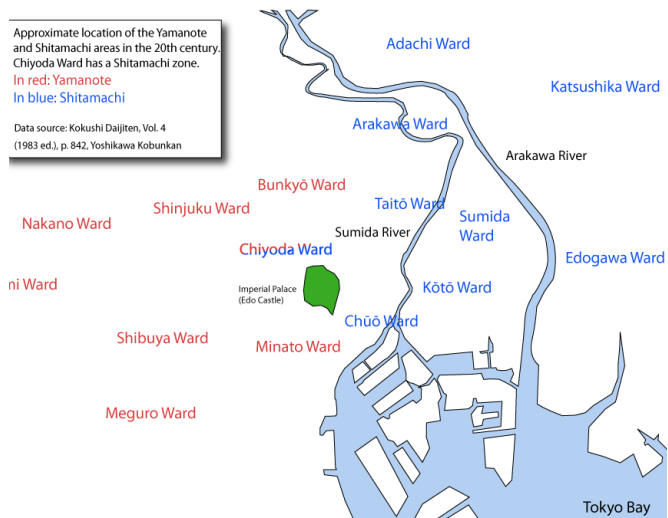 Approximate location of the Yamanote
and Shitamachi areas in the 20th century.
Chiyoda Ward has a Shitamachi zone.
In red: Yamanote
In blue: Shitamachi
Data source: Kokushi Daijiten, Vol. 4
(1983 ed.), p. 842, Yoshikawa Kobunkan
Adachi Ward
Katsushika Ward
Arakawa Ward
Arakawa River
Bunkyō Ward
Shinjuku Ward
Taitō Ward
Nakano Ward
Sumida River
Sumida
Ward
Chiyoda Ward
Edogawa Ward
ni Ward
Imperial Palace
(Edo Castle)
Kōtō Ward
Chūō Ward
Shibuya Ward
Minato Ward
Meguro Ward
Tokyo Bay